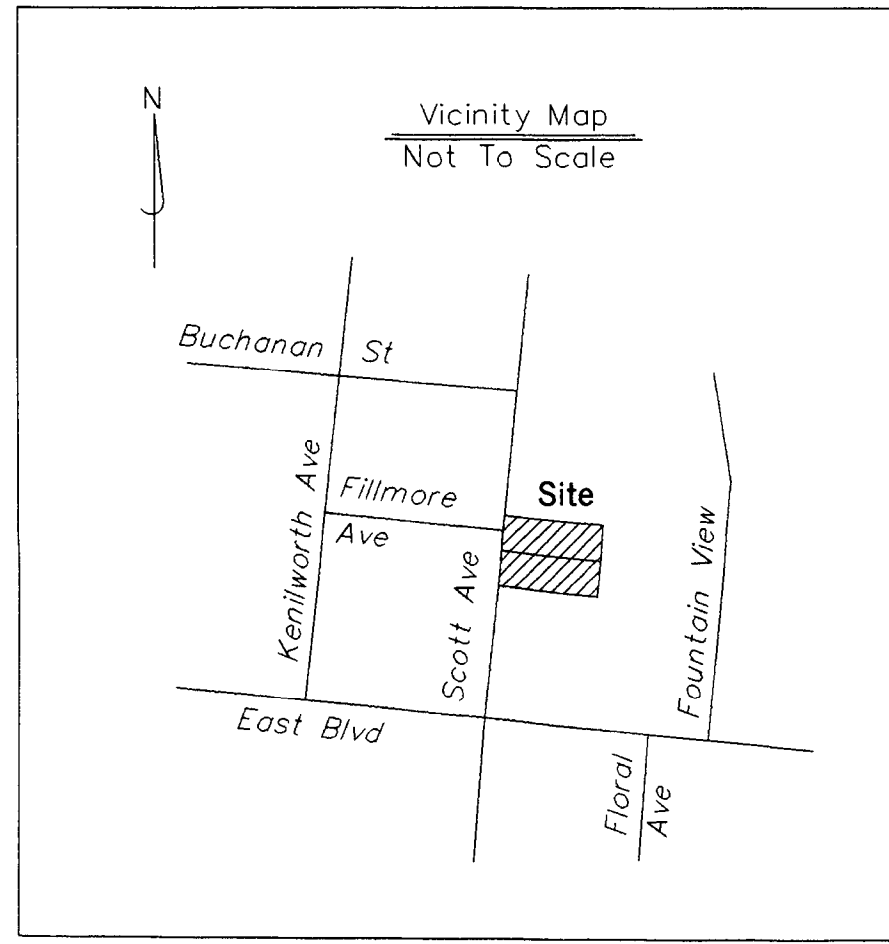 N
Vicinity Map
Not To Scale
Buchanan St
Kenilworth Ave
Fillmore
Ave
Site
Scott Ave
Fountain View
East Blvd
Floral
Ave